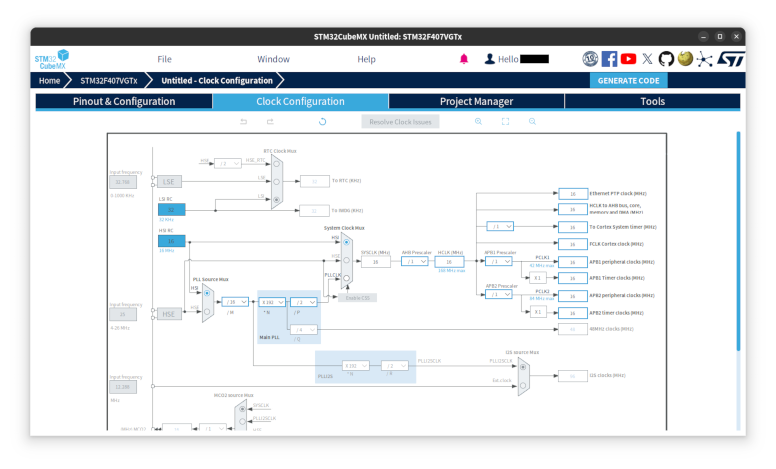 STM32CubeMX Untitled: STM32F407VGTx
STM32 CubeMX
File
Window
Help
Hello
Home
STM32F407VGTx
Untitled - Clock Configuration
GENERATE CODE
Pinout & Configuration
Clock Configuration
Project Manager
Tools
Resolve Clock Issues
RTC Clock Mux
HSE
HSE_RTC
Input frequency
32.768
LSE
LSE
To RTC (KHz)
LSI RC
LSI
32
32 KHz
To IWDG (KHz)
HSI RC
16
16 MHz
System Clock Mux
HSI
HSE
PLLCLK
Enable CSS
SYSCLK (MHz)
16
AHB Prescaler
/ 1
HCLK (MHz)
16
168 MHz max
16
Ethernet PTP clock (MHz)
16
HCLK to AHB bus, core,
memory and DMA (MHz)
/ 1
16
To Cortex System timer (MHz)
16
FCLK Cortex clock (MHz)
APB1 Prescaler
/ 1
PCLK1
42 MHz max
16
APB1 peripheral clocks (MHz)
X 1
16
APB1 Timer clocks (MHz)
APB2 Prescaler
/ 1
PCLK2
84 MHz max
16
APB2 peripheral clocks (MHz)
X 1
16
APB2 timer clocks (MHz)
48MHz clocks (MHz)
PLL Source Mux
HSI
HSE
Input frequency
HSE
4-26 MHz
/ 16
/ M
X 192
* N
/ 2
/ P
/ 4
/ Q
Main PLL
I2S source Mux
PLLI2SCLK
PLLI2SCLK
X 192
* N
/ 2
/ R
PLLI2S
Ext.clock
I2S clocks (MHz)
Input frequency
12.288
MHz
MCO2 source Mux
SYSCLK
PLLI2SCLK
HSE
/ 1